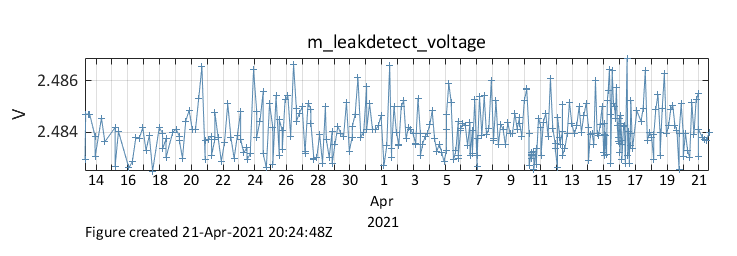 m_leakdetect_voltage
2.486
2.484
V
14 16 18 20 22 24 26 28 30 1 3 5 7 9 11 13 15 17 19 21
Apr
2021
Figure created 21-Apr-2021 20:24:48Z